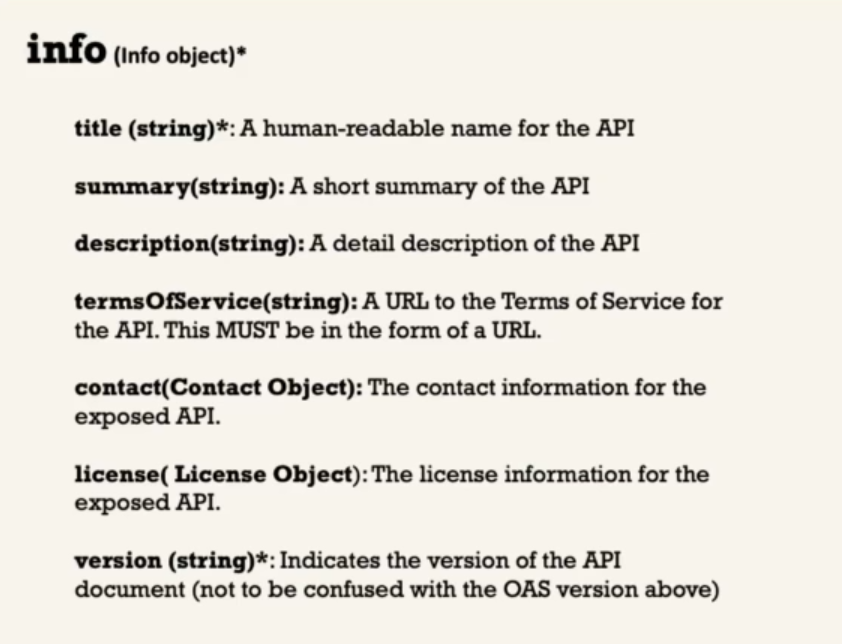 info (Info object)*
title (string)*: A human-readable name for the API
summary(string): A short summary of the API
description(string): A detail description of the API
termsOfService(string): A URL to the Terms of Service for
the API. This MUST be in the form of a URL.
contact(Contact Object): The contact information for the
exposed API.
license( License Object): The license information for the
exposed API.
version (string)*: Indicates the version of the API
document (not to be confused with the OAS version above)